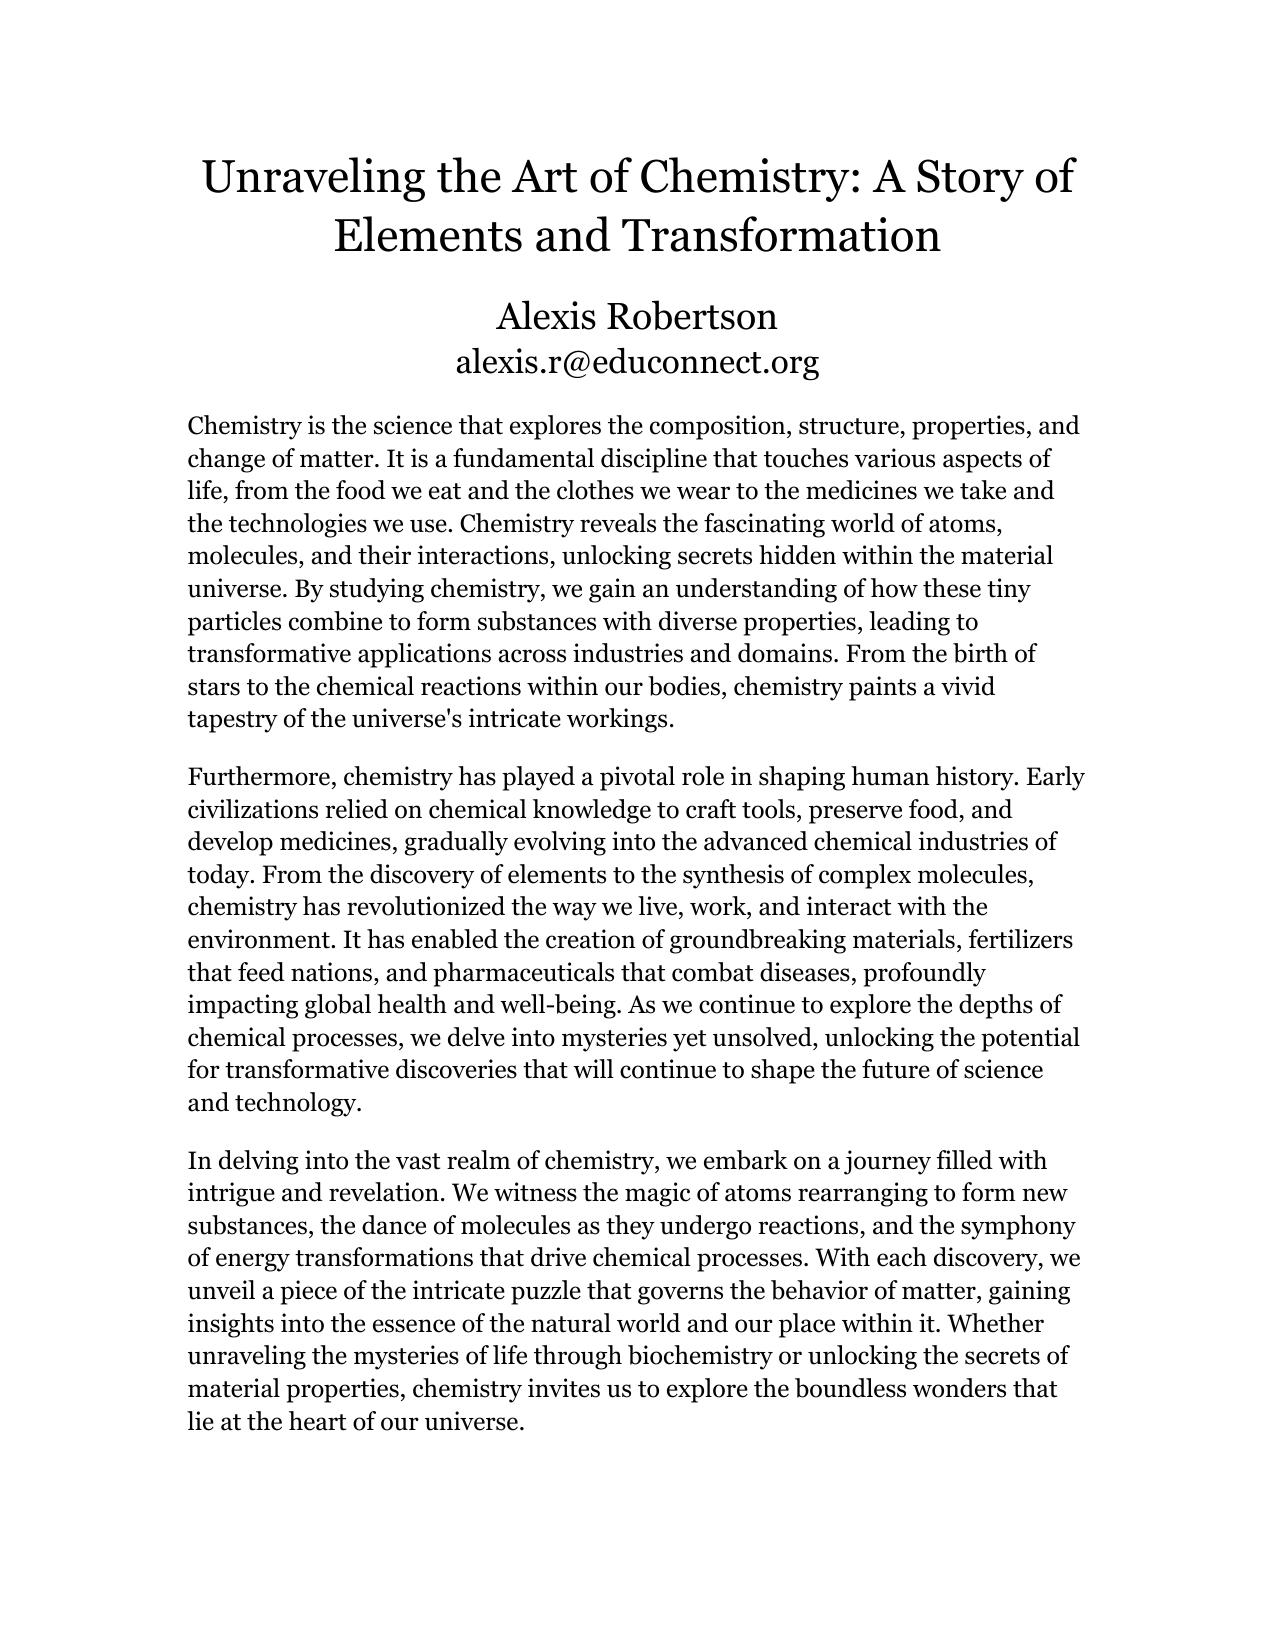 Unraveling the Art of Chemistry: A Story of
Elements and Transformation
Alexis Robertson
alexis.r@educonnect.org
Chemistry is the science that explores the composition, structure, properties, and
change of matter. It is a fundamental discipline that touches various aspects of
life, from the food we eat and the clothes we wear to the medicines we take and
the technologies we use. Chemistry reveals the fascinating world of atoms,
molecules, and their interactions, unlocking secrets hidden within the material
universe. By studying chemistry, we gain an understanding of how these tiny
particles combine to form substances with diverse properties, leading to
transformative applications across industries and domains. From the birth of
stars to the chemical reactions within our bodies, chemistry paints a vivid
tapestry of the universe's intricate workings.
Furthermore, chemistry has played a pivotal role in shaping human history. Early
civilizations relied on chemical knowledge to craft tools, preserve food, and
develop medicines, gradually evolving into the advanced chemical industries of
today. From the discovery of elements to the synthesis of complex molecules,
chemistry has revolutionized the way we live, work, and interact with the
environment. It has enabled the creation of groundbreaking materials, fertilizers
that feed nations, and pharmaceuticals that combat diseases, profoundly
impacting global health and well-being. As we continue to explore the depths of
chemical processes, we delve into mysteries yet unsolved, unlocking the potential
for transformative discoveries that will continue to shape the future of science
and technology.
In delving into the vast realm of chemistry, we embark on a journey filled with
intrigue and revelation. We witness the magic of atoms rearranging to form new
substances, the dance of molecules as they undergo reactions, and the symphony
of energy transformations that drive chemical processes. With each discovery, we
unveil a piece of the intricate puzzle that governs the behavior of matter, gaining
insights into the essence of the natural world and our place within it. Whether
unraveling the mysteries of life through biochemistry or unlocking the secrets of
material properties, chemistry invites us to explore the boundless wonders that
lie at the heart of our universe.